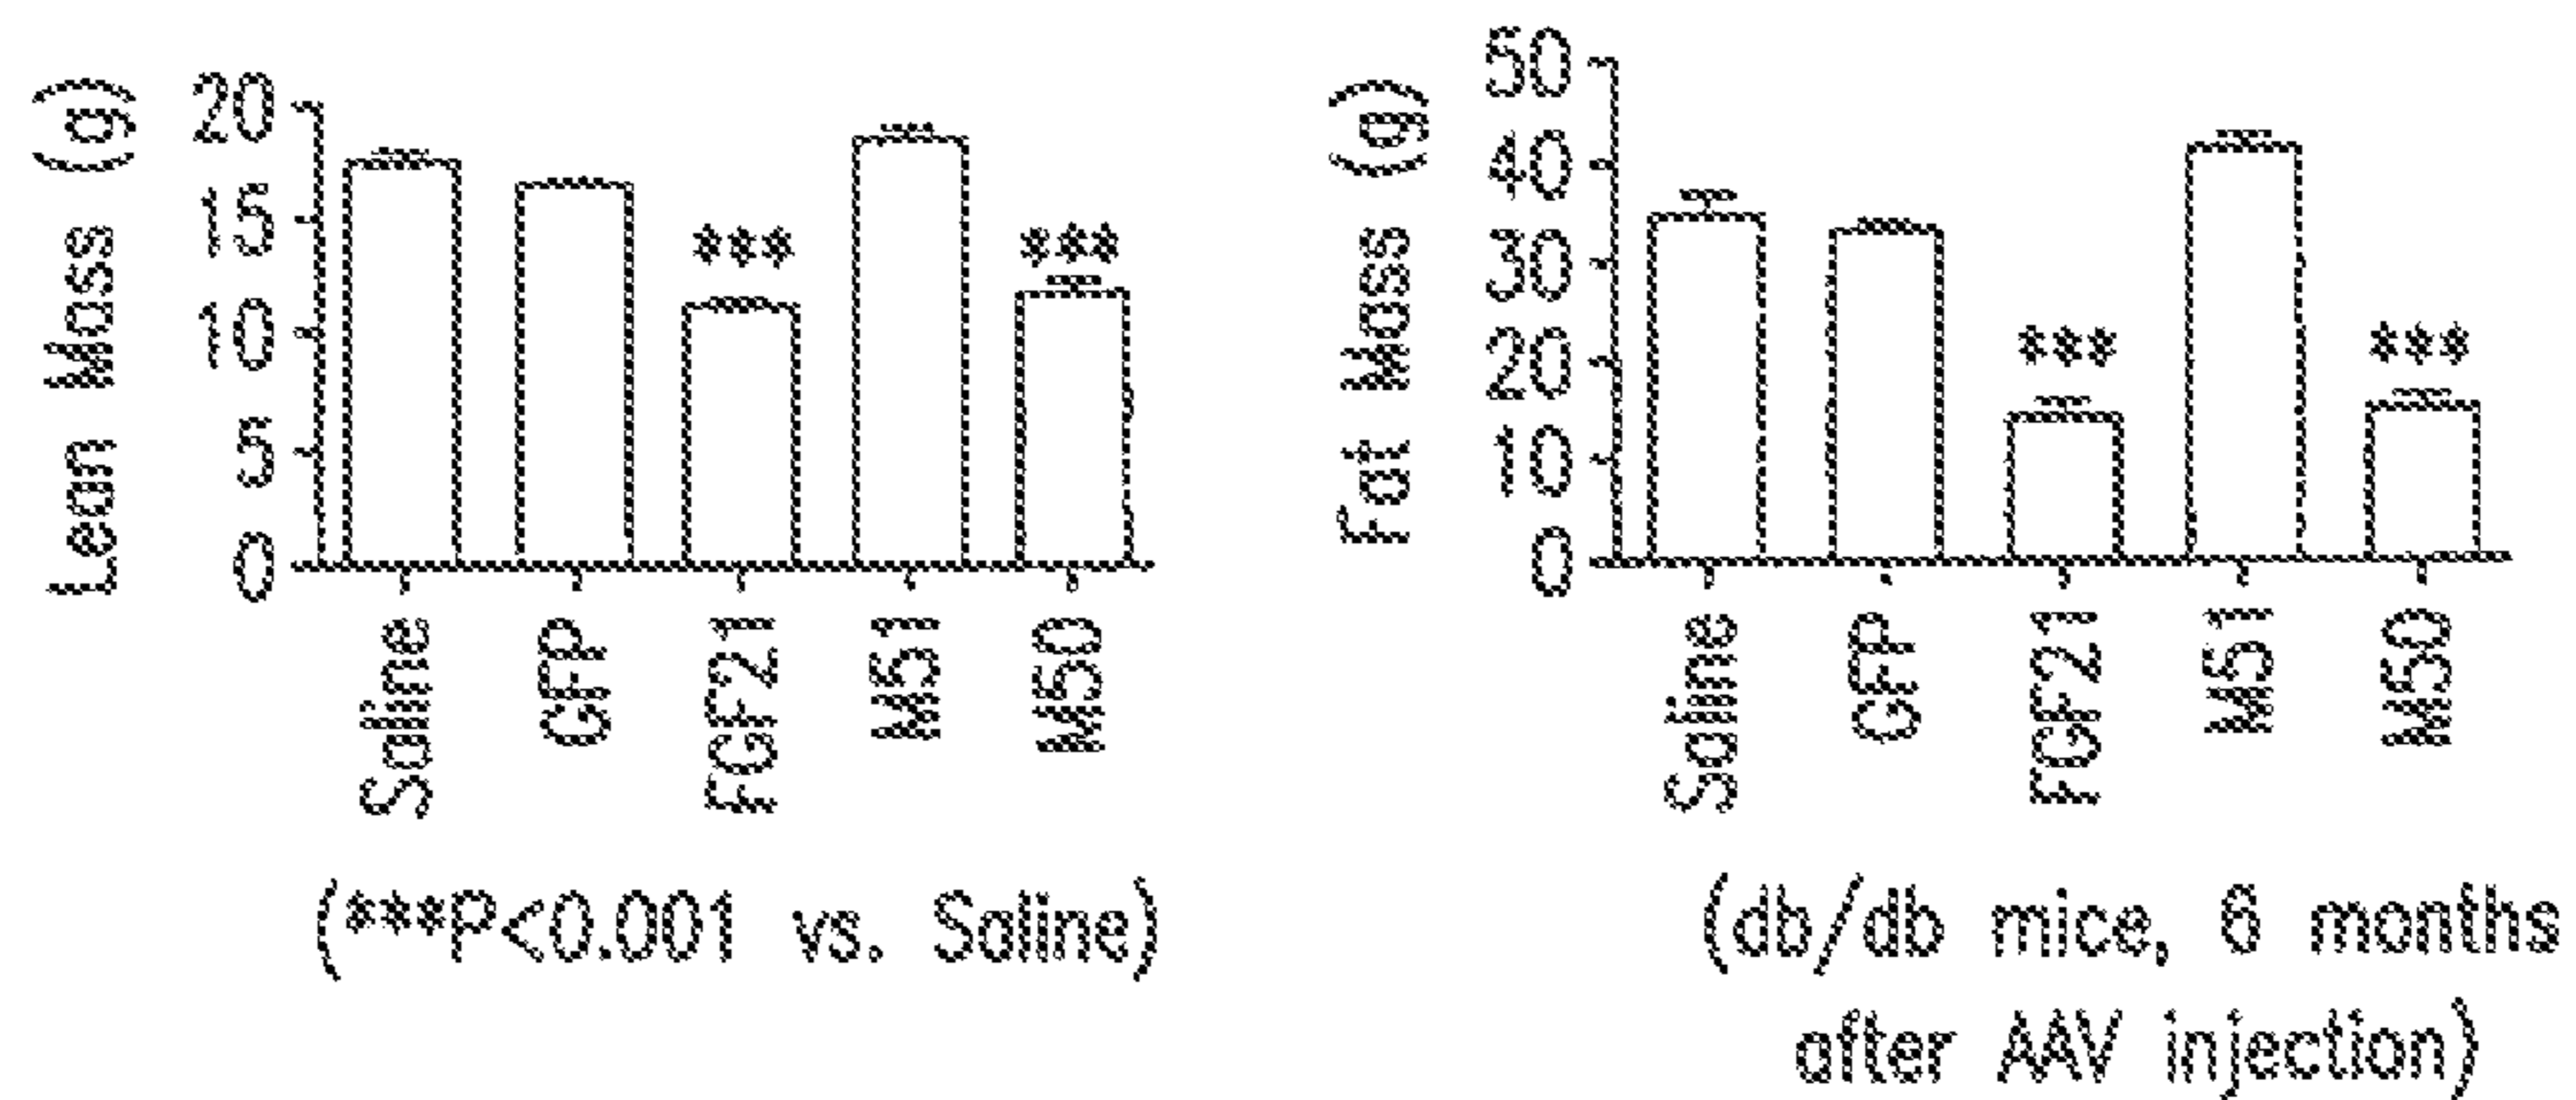 Lean Mass (g)
20
15
10
5
0
***
***
Saline
GFP
FGF21
M51
M50
(***P<0.001 vs. Saline)
Fat Mass (g)
50
40
30
20
10
0
***
***
Saline
GFP
FGF21
M51
M50
(db/db mice, 6 months
after AAV injection)